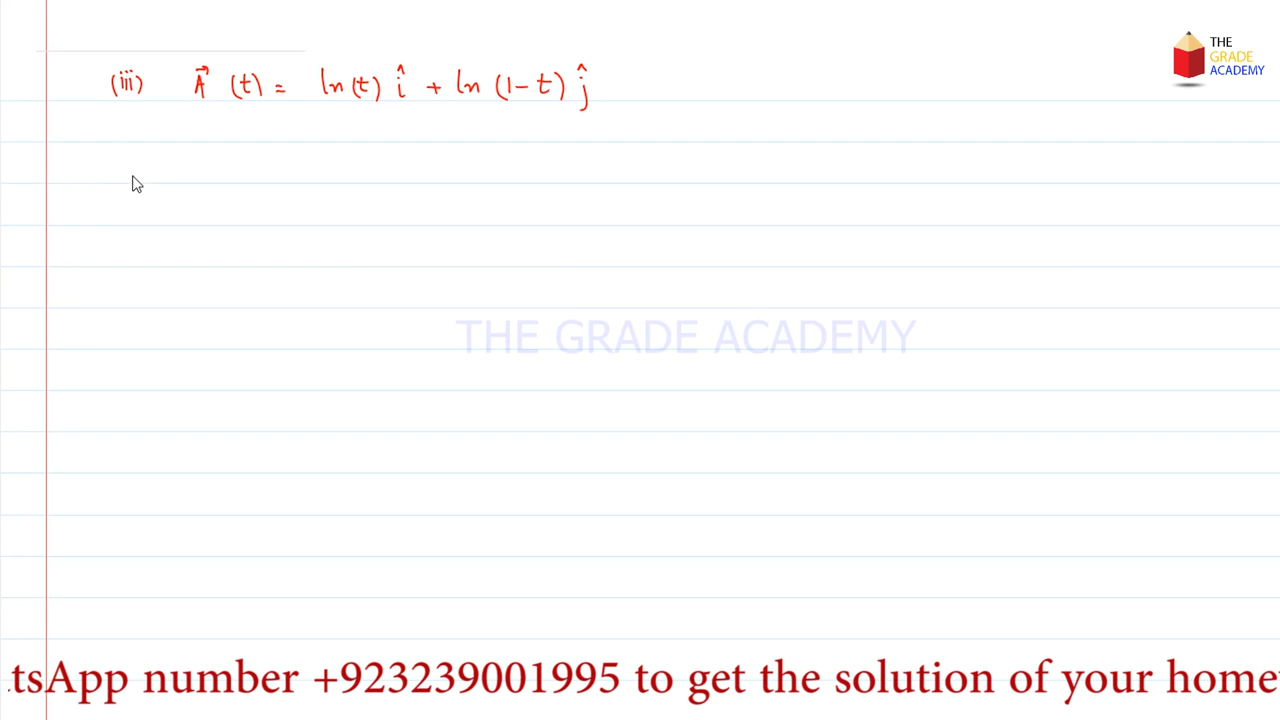 THE
GRADE
ACADEMY
(iii) A⃗ (t) = ln(t) î + ln (1-t) ĵ
THE GRADE ACADEMY
tsApp number +923239001995 to get the solution of your home